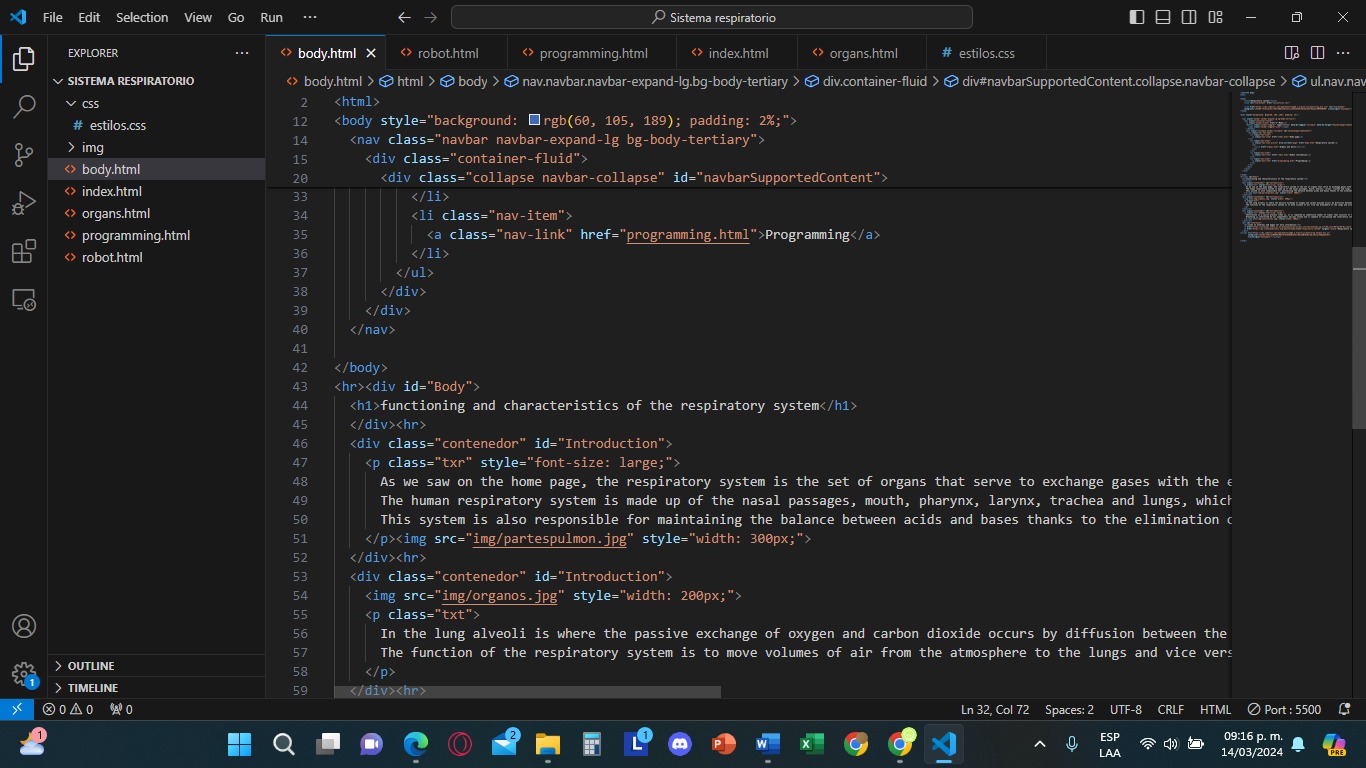 File Edit Selection View Go Run ··· Sistema respiratorio
EXPLORER ···
SISTEMA RESPIRATORIO
css
# estilos.css
img
body.html
index.html
organs.html
programming.html
robot.html
OUTLINE
TIMELINE
body.html robot.html programming.html index.html organs.html # estilos.css ···
body.html > html > body > nav.navbar.navbar-expand-lg.bg-body-tertiary > div.container-fluid > div#navbarSupportedContent.collapse.navbar-collapse > ul.nav.nav
2 <html>
12 <body style="background: rgb(60, 105, 189); padding: 2%;">
14 <nav class="navbar navbar-expand-lg bg-body-tertiary">
15 <div class="container-fluid">
20 <div class="collapse navbar-collapse" id="navbarSupportedContent">
33 </li>
34 <li class="nav-item">
35 <a class="nav-link" href="programming.html">Programming</a>
36 </li>
37 </ul>
38 </div>
39 </div>
40 </nav>
41
42 </body>
43 <hr><div id="Body">
44 <h1>functioning and characteristics of the respiratory system</h1>
45 </div><hr>
46 <div class="contenedor" id="Introduction">
47 <p class="txr" style="font-size: large;">
48 As we saw on the home page, the respiratory system is the set of organs that serve to exchange gases with the
49 The human respiratory system is made up of the nasal passages, mouth, pharynx, larynx, trachea and lungs, which
50 This system is also responsible for maintaining the balance between acids and bases thanks to the elimination
51 </p><img src="img/partespulmon.jpg" style="width: 300px;">
52 </div><hr>
53 <div class="contenedor" id="Introduction">
54 <img src="img/organos.jpg" style="width: 200px;">
55 <p class="txt">
56 In the lung alveoli is where the passive exchange of oxygen and carbon dioxide occurs by diffusion between the
57 The function of the respiratory system is to move volumes of air from the atmosphere to the lungs and vice vers
58 </p>
59 </div><hr>
1
0 0 0 Ln 32, Col 72 Spaces: 2 UTF-8 CRLF HTML Port : 5500
1 2 1 ESP LAA 09:16 p. m. 14/03/2024 PRE